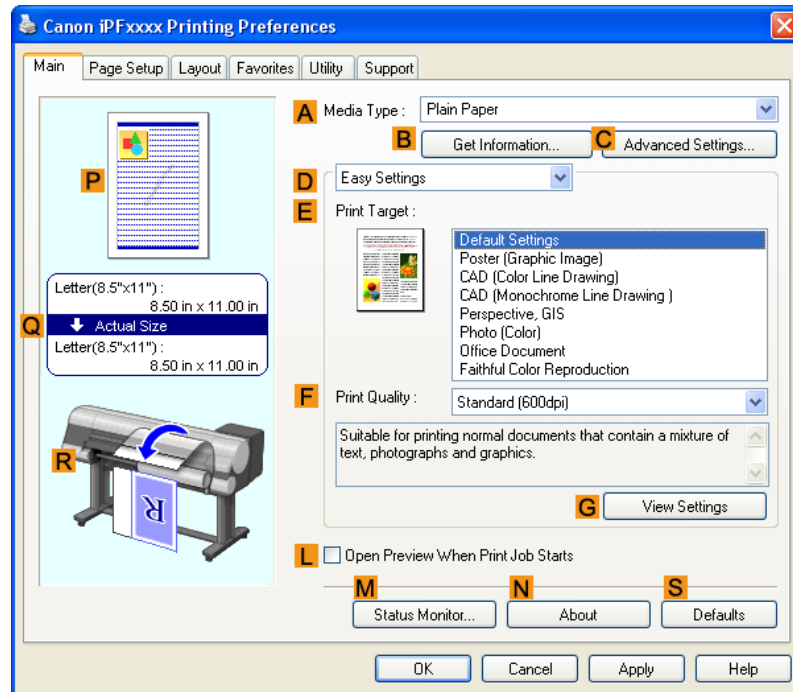 Canon iPFxxxx Printing Preferences
Main Page Setup Layout Favorites Utility Support
P
Letter(8.5"x11") :
8.50 in x 11.00 in
Q Actual Size
Letter(8.5"x11") :
8.50 in x 11.00 in
R
R
A Media Type : Plain Paper
B Get Information... C Advanced Settings...
D Easy Settings
E Print Target :
Default Settings
Poster (Graphic Image)
CAD (Color Line Drawing)
CAD (Monochrome Line Drawing )
Perspective, GIS
Photo (Color)
Office Document
Faithful Color Reproduction
F Print Quality : Standard (600dpi)
Suitable for printing normal documents that contain a mixture of
text, photographs and graphics.
G View Settings
L Open Preview When Print Job Starts
M N S
Status Monitor... About Defaults
OK Cancel Apply Help